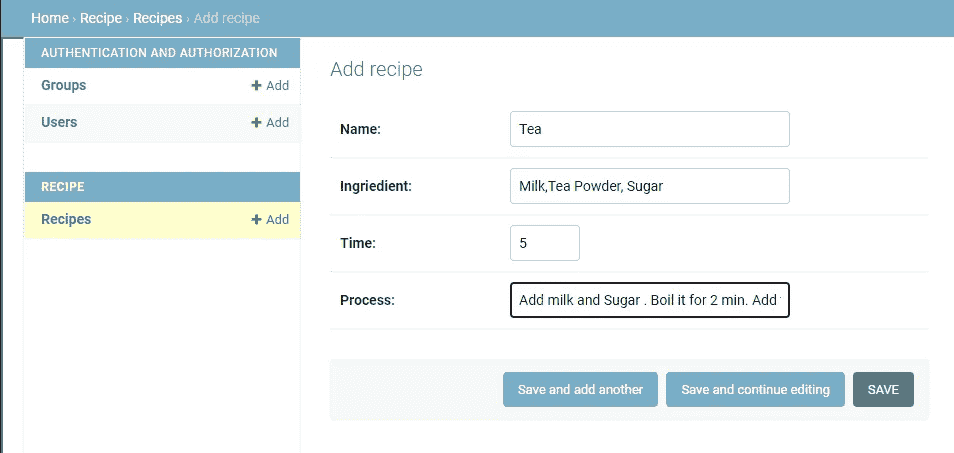 Home › Recipe › Recipes › Add recipe
AUTHENTICATION AND AUTHORIZATION
Groups + Add
Users + Add
RECIPE
Recipes + Add
Add recipe
Name: Tea
Ingriedient: Milk,Tea Powder, Sugar
Time: 5
Process: Add milk and Sugar . Boil it for 2 min. Add
Save and add another Save and continue editing SAVE